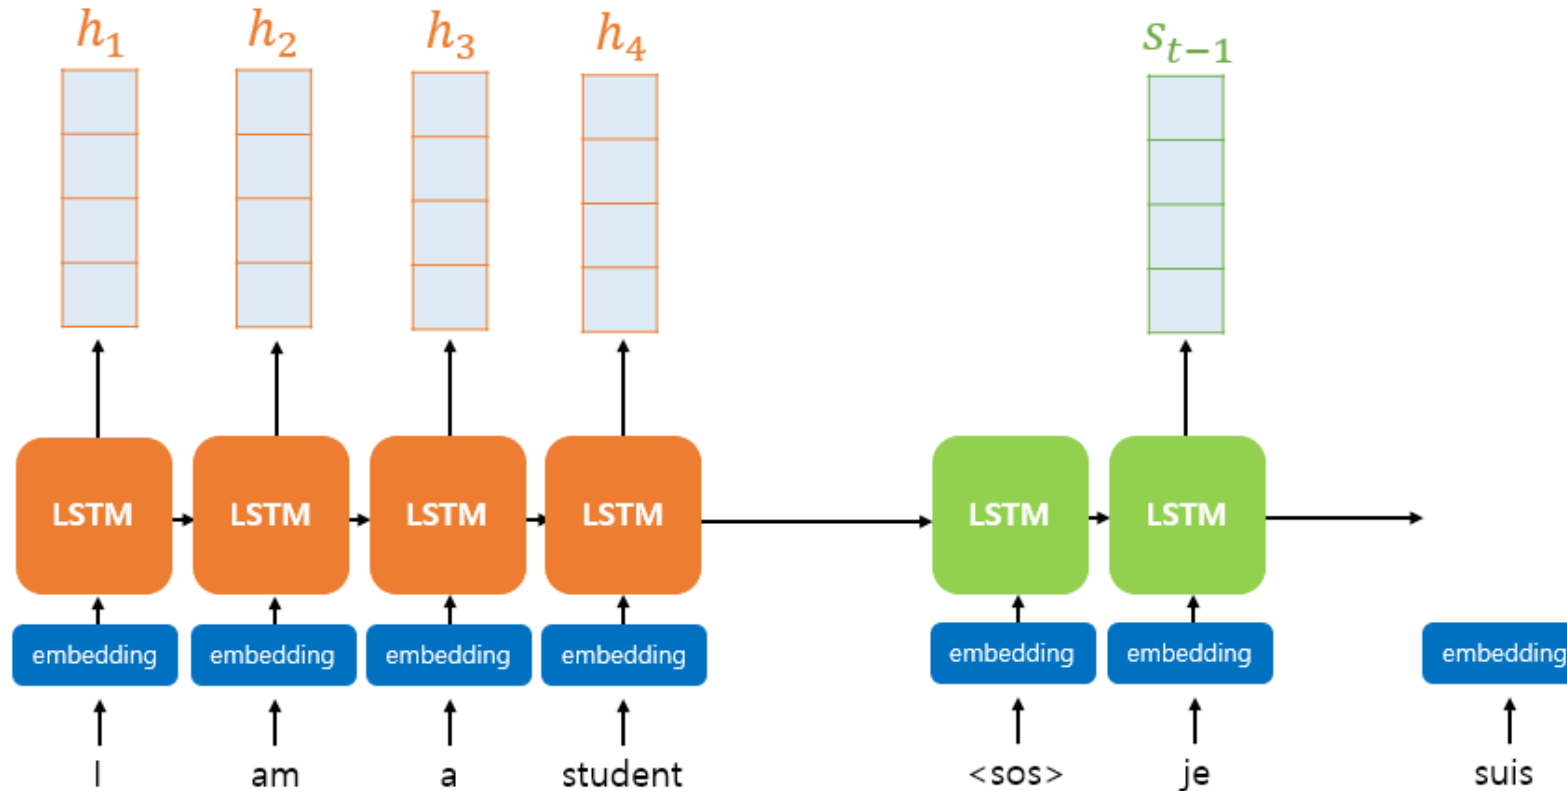 h₁ h₂ h₃ h₄ sₜ₋₁
LSTM LSTM LSTM LSTM LSTM LSTM
embedding embedding embedding embedding embedding embedding embedding
I am a student <sos> je suis